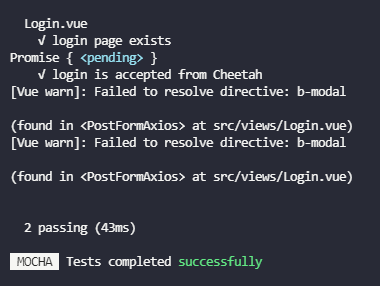 Login.vue
√ login page exists
Promise { <pending> }
√ login is accepted from Cheetah
[Vue warn]: Failed to resolve directive: b-modal
(found in <PostFormAxios> at src/views/Login.vue)
[Vue warn]: Failed to resolve directive: b-modal
(found in <PostFormAxios> at src/views/Login.vue)
2 passing (43ms)
MOCHA Tests completed successfully